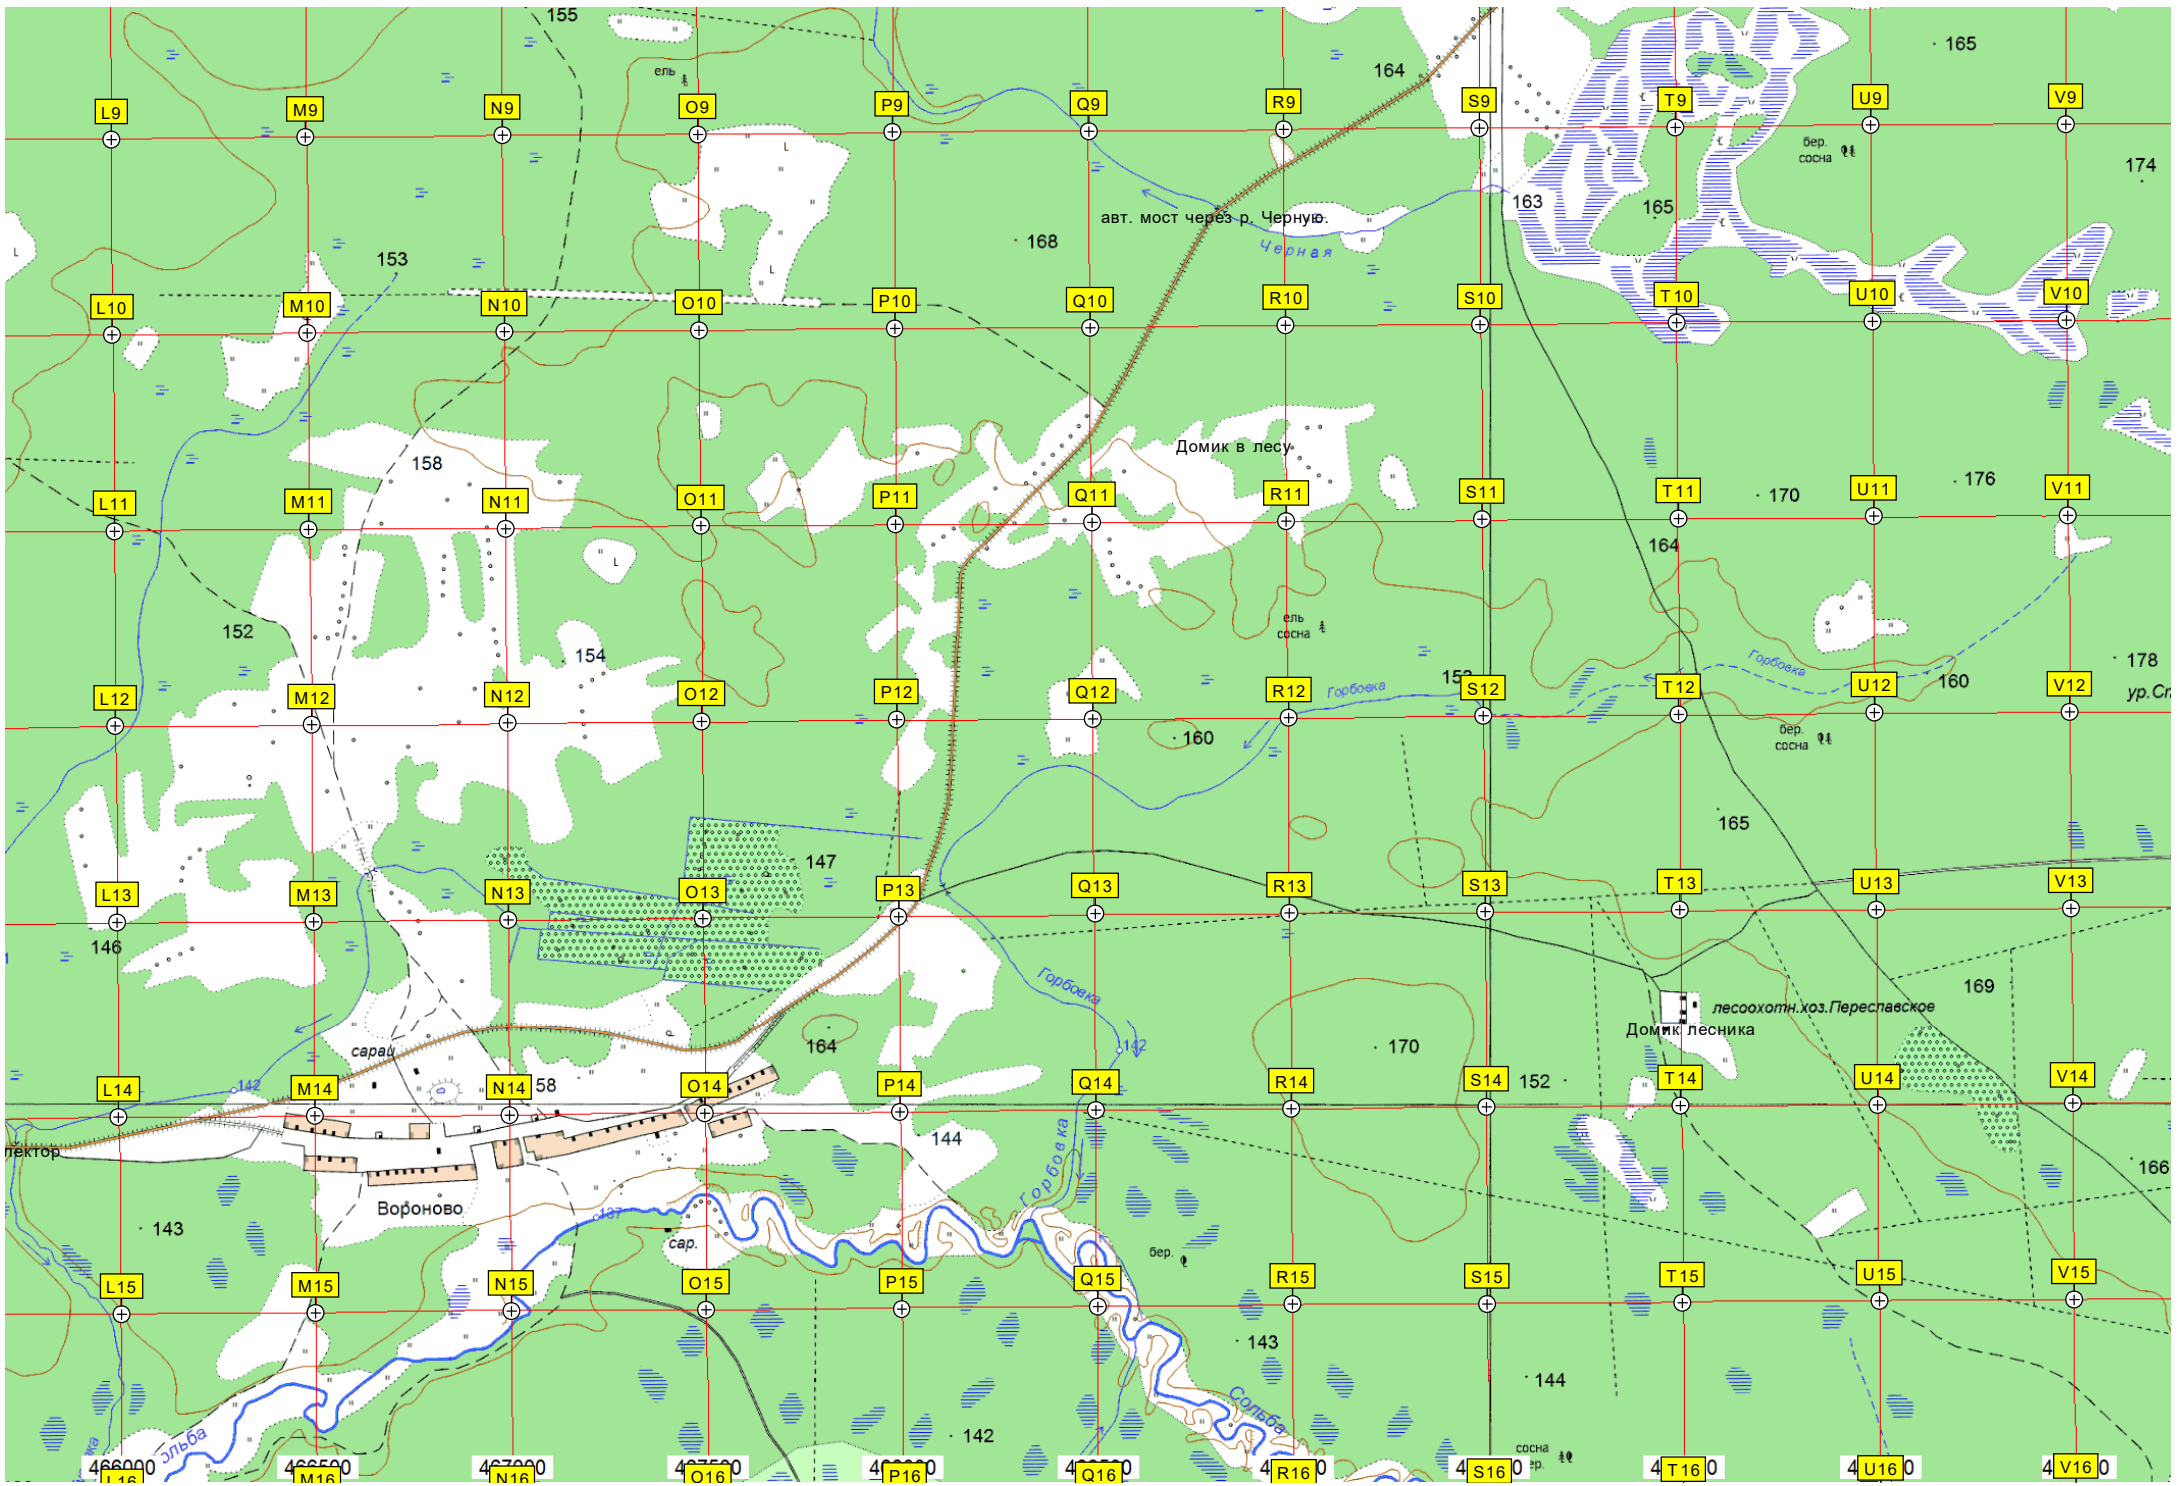 155
165
ель
164
L9
M9
N9
O9
P9
Q9
R9
S9
T9
U9
V9
бер.
сосна
174
163
165
авт. мост через р. Черную.
168
Черная
153
L10
M10
N10
O10
P10
Q10
R10
S10
T10
U10
V10
Домик в лесу
158
176
170
L11
M11
N11
O11
P11
Q11
R11
S11
T11
U11
V11
164
152
ель
сосна
154
Горбовка
178
160
Горбовка
L12
M12
N12
O12
P12
Q12
R12
S12
T12
U12
V12
160
бер.
сосна
165
147
L13
M13
N13
O13
P13
Q13
R13
S13
T13
U13
V13
146
Горбовка
169
лесоохотн.хоз.Переславское
Домик лесника
сарай
164
142
170
142
58
152
L14
M14
N14
O14
P14
Q14
R14
S14
T14
U14
V14
144
Горбовка
166
Вороново
137
143
сар.
бер.
L15
M15
N15
O15
P15
Q15
R15
S15
T15
U15
V15
143
144
Сольба
142
сосна
466000
466500
L16
M16
N16
O16
P16
Q16
R16
S16
T16
U16
V16